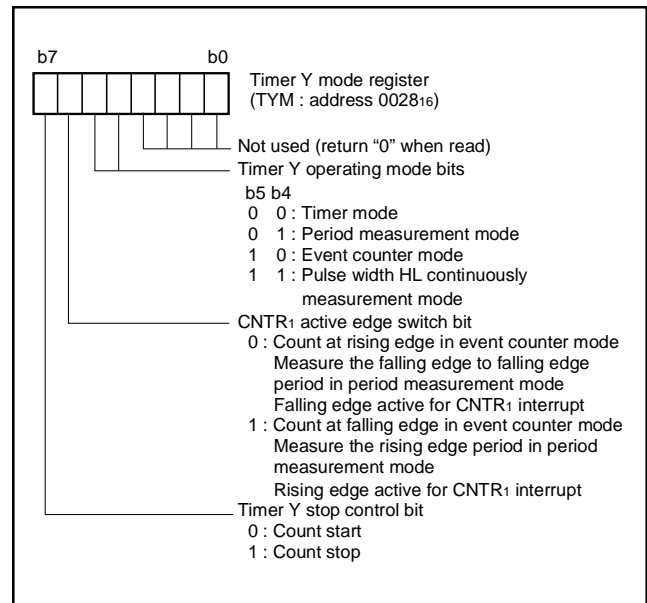 b7 b0
Timer Y mode register
(TYM : address 002816)
Not used (return “0” when read)
Timer Y operating mode bits
b5 b4
0 0 : Timer mode
0 1 : Period measurement mode
1 0 : Event counter mode
1 1 : Pulse width HL continuously
measurement mode
CNTR1 active edge switch bit
0 : Count at rising edge in event counter mode
Measure the falling edge to falling edge
period in period measurement mode
Falling edge active for CNTR1 interrupt
1 : Count at falling edge in event counter mode
Measure the rising edge period in period
measurement mode
Rising edge active for CNTR1 interrupt
Timer Y stop control bit
0 : Count start
1 : Count stop